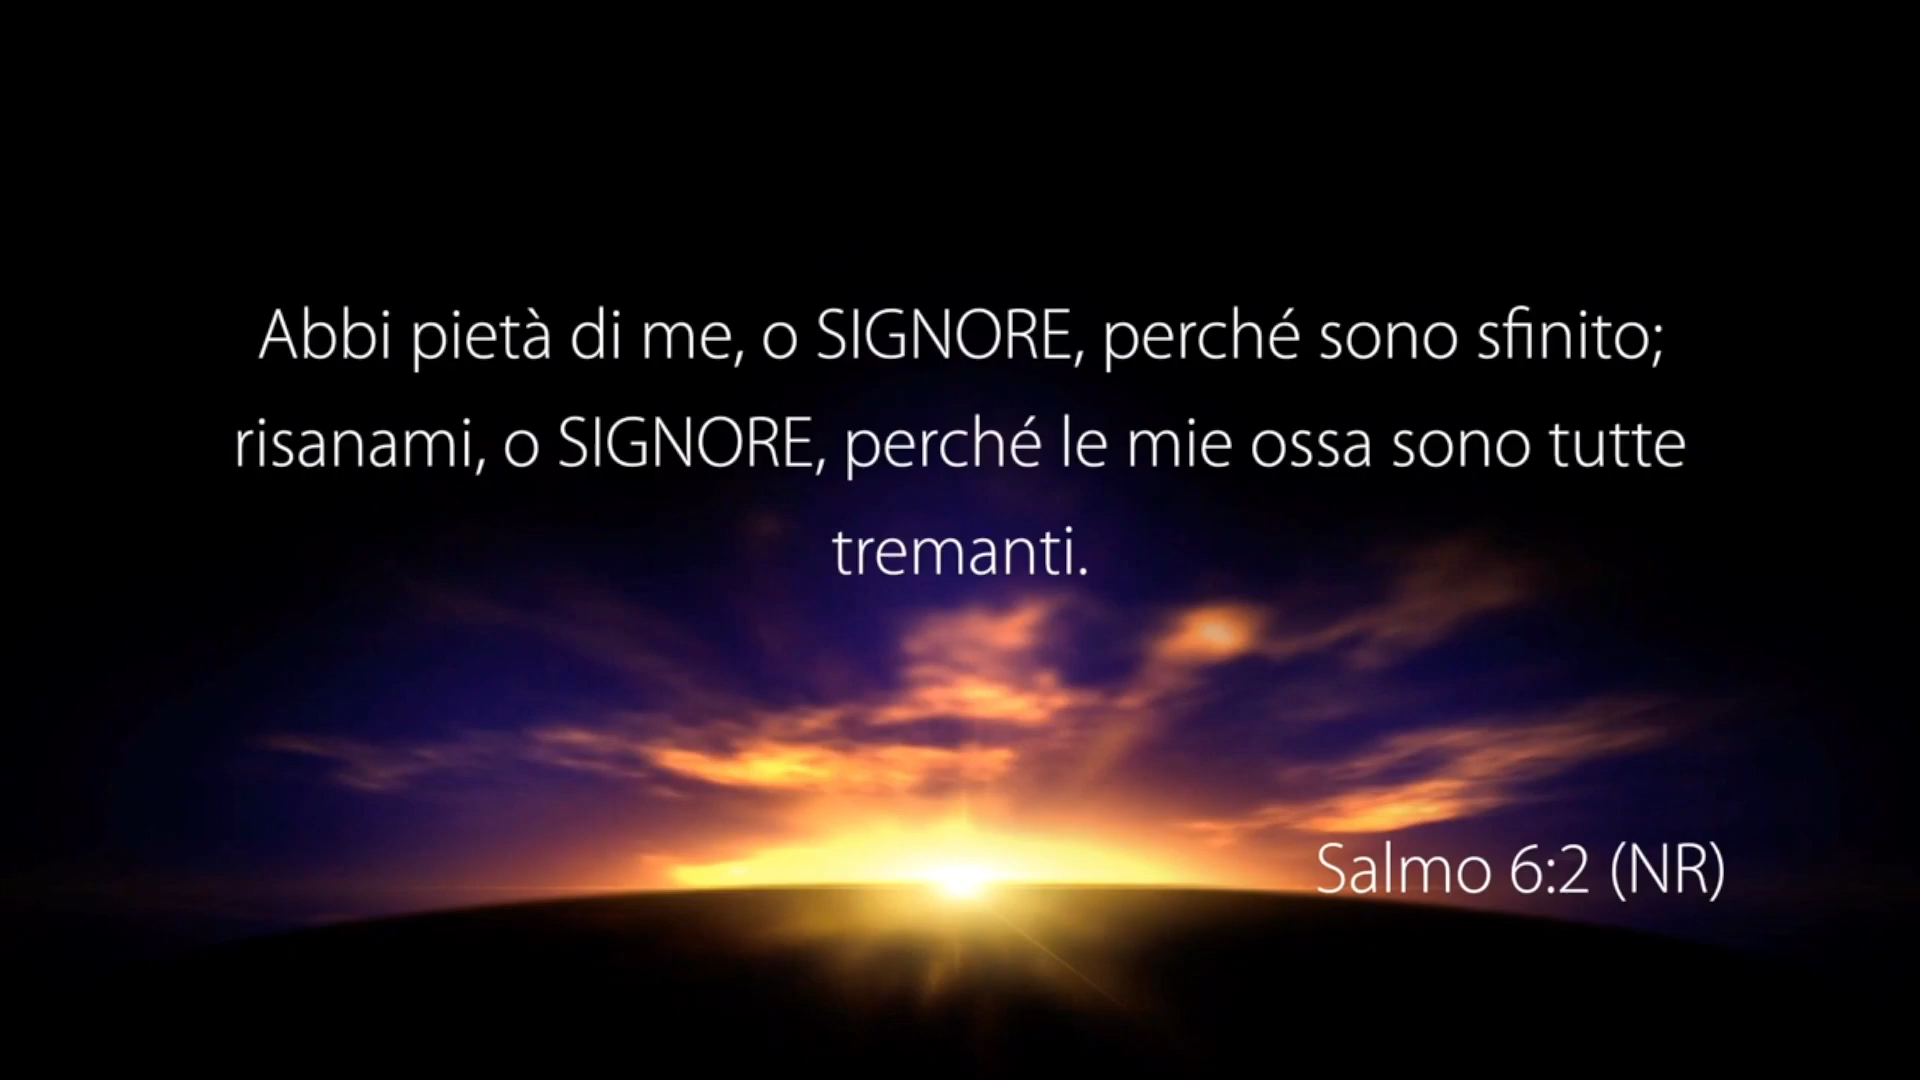 Abbi pietà di me, o SIGNORE, perché sono sfinito;
risanami, o SIGNORE, perché le mie ossa sono tutte
tremanti.
Salmo 6:2 (NR)